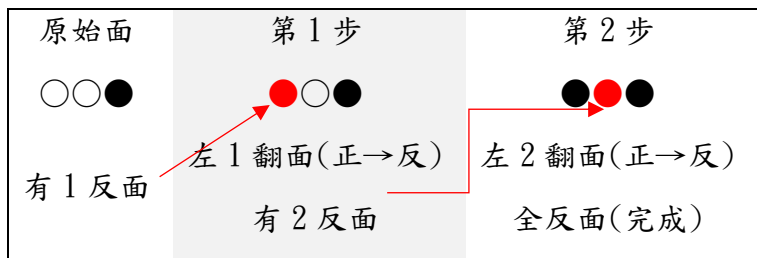 原始面
第1步
第2步
左1翻面(正→反)
左2翻面(正→反)
有1反面
有2反面
全反面(完成)